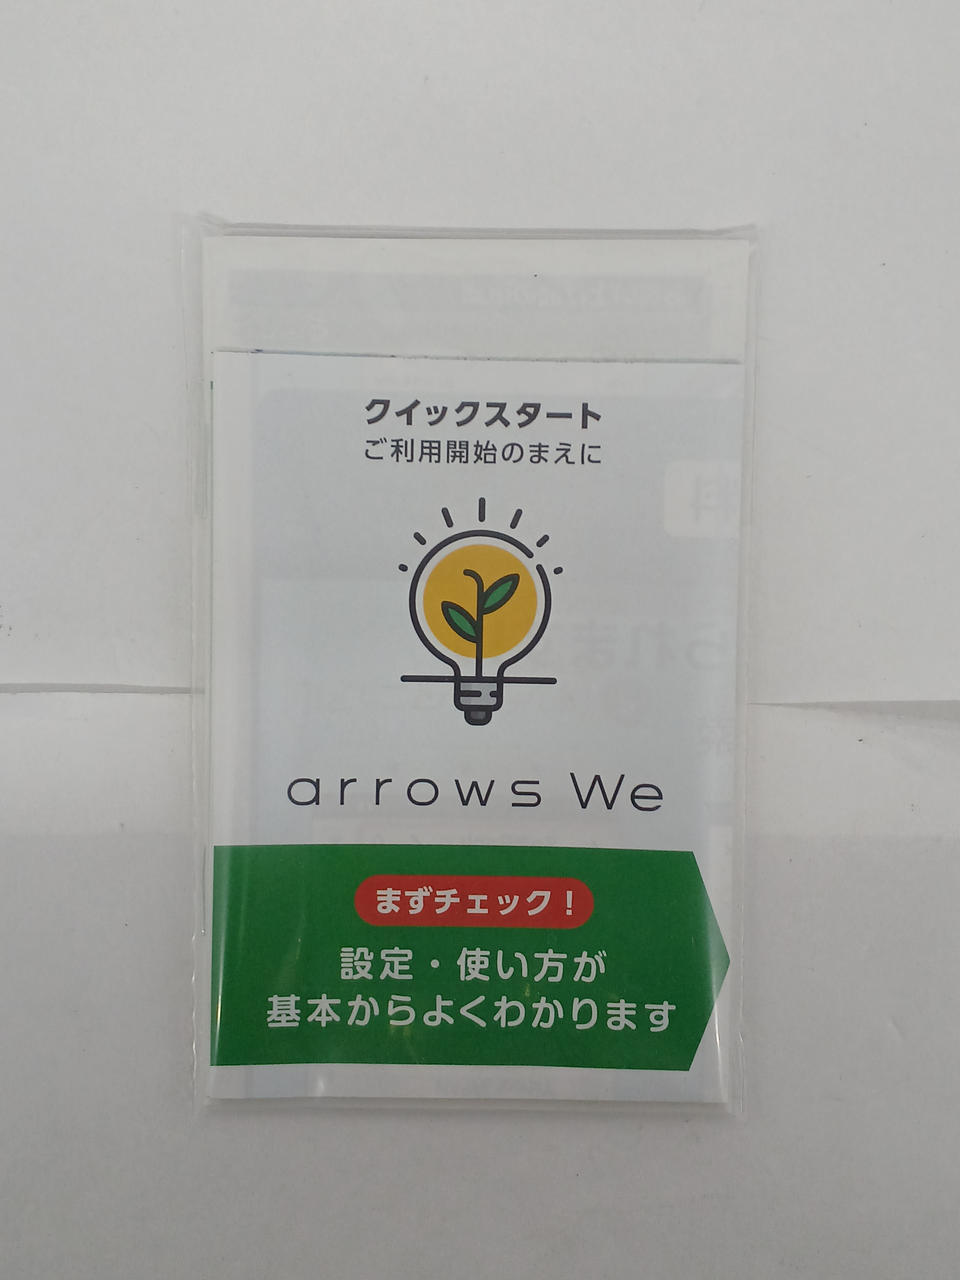 クイックスタート
ご利用開始のまえに
arrows We
まずチェック！
設定・使い方が
基本からよくわかります